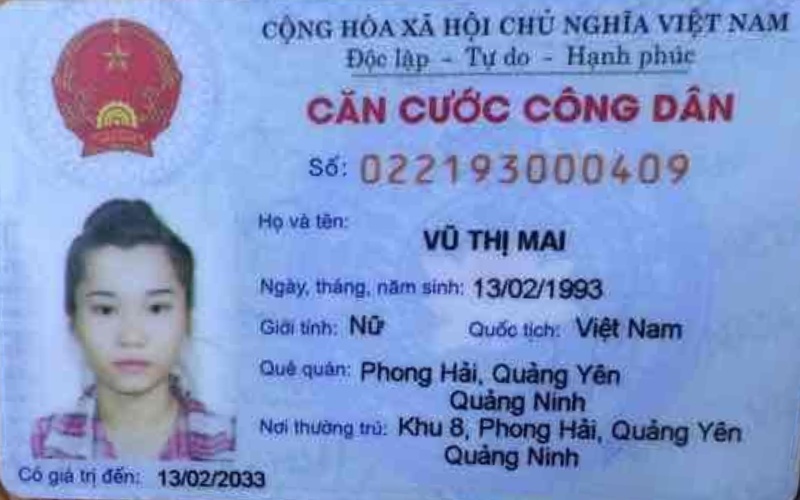 CỘNG HÒA XÃ HỘI CHỦ NGHĨA VIỆT NAM
Độc lập - Tự do - Hạnh phúc
CĂN CƯỚC CÔNG DÂN
Số: 022193000409
Họ và tên:
VŨ THỊ MAI
Ngày, tháng, năm sinh: 13/02/1993
Giới tính: Nữ Quốc tịch: Việt Nam
Quê quán: Phong Hải, Quảng Yên
Quảng Ninh
Nơi thường trú: Khu 8, Phong Hải, Quảng Yên
Quảng Ninh
Có giá trị đến: 13/02/2033